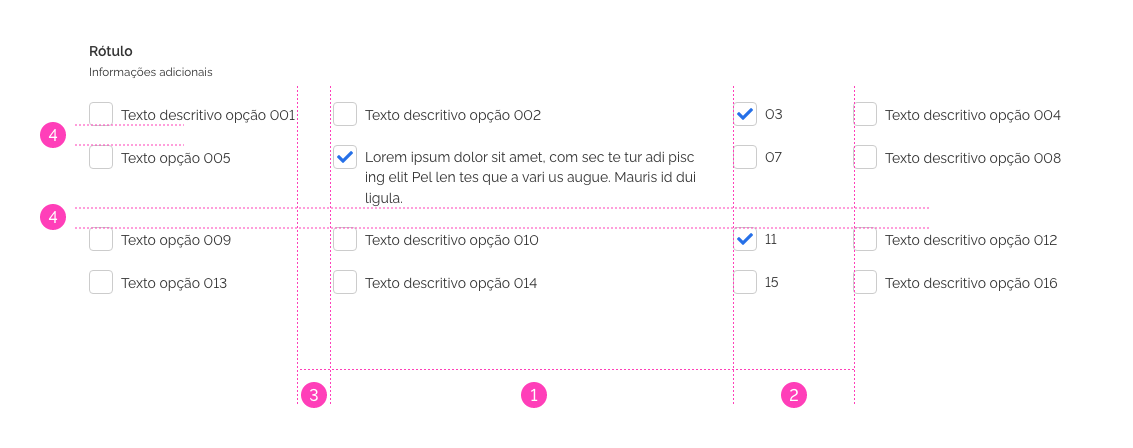 Rótulo
Informações adicionais
Texto descritivo opção 001 Texto descritivo opção 002 03 Texto descritivo opção 004
4
Texto opção 005 Lorem ipsum dolor sit amet, com sec te tur adi pisc 07 Texto descritivo opção 008
ing elit Pel len tes que a vari us augue. Mauris id dui
ligula.
4
Texto opção 009 Texto descritivo opção 010 11 Texto descritivo opção 012
Texto opção 013 Texto descritivo opção 014 15 Texto descritivo opção 016
3 1 2